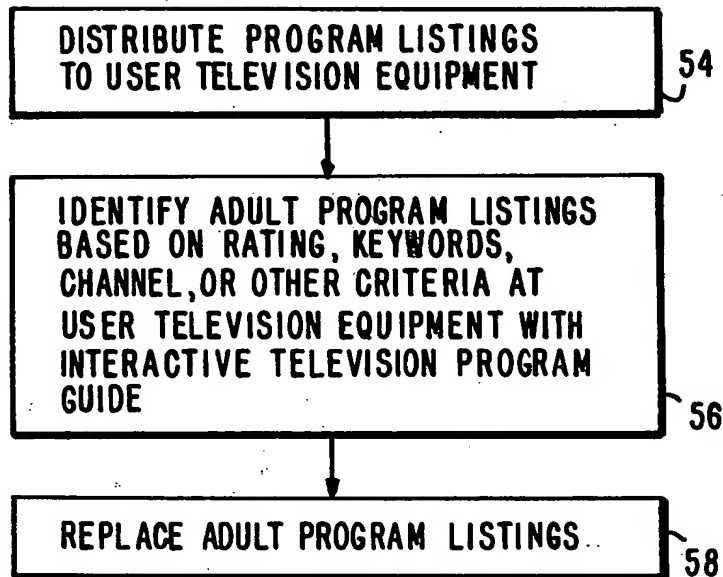 DISTRIBUTE PROGRAM LISTINGS
TO USER TELEVISION EQUIPMENT
54
IDENTIFY ADULT PROGRAM LISTINGS
BASED ON RATING, KEYWORDS,
CHANNEL, OR OTHER CRITERIA AT
USER TELEVISION EQUIPMENT WITH
INTERACTIVE TELEVISION PROGRAM
GUIDE
56
REPLACE ADULT PROGRAM LISTINGS
58